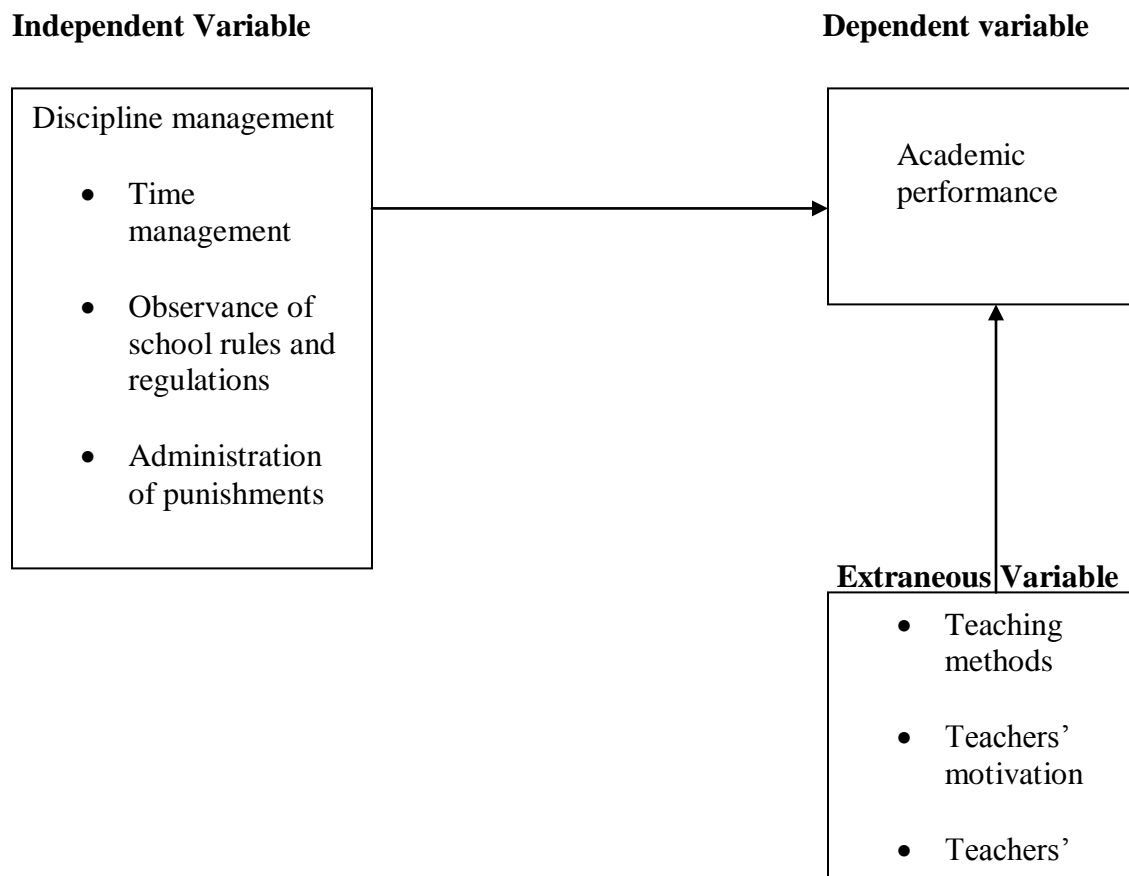 Independent Variable
Dependent variable
Discipline management
• Time
management
• Observance of
school rules and
regulations
• Administration
of punishments
Academic
performance
Extraneous Variable
• Teaching
methods
• Teachers’
motivation
• Teachers’